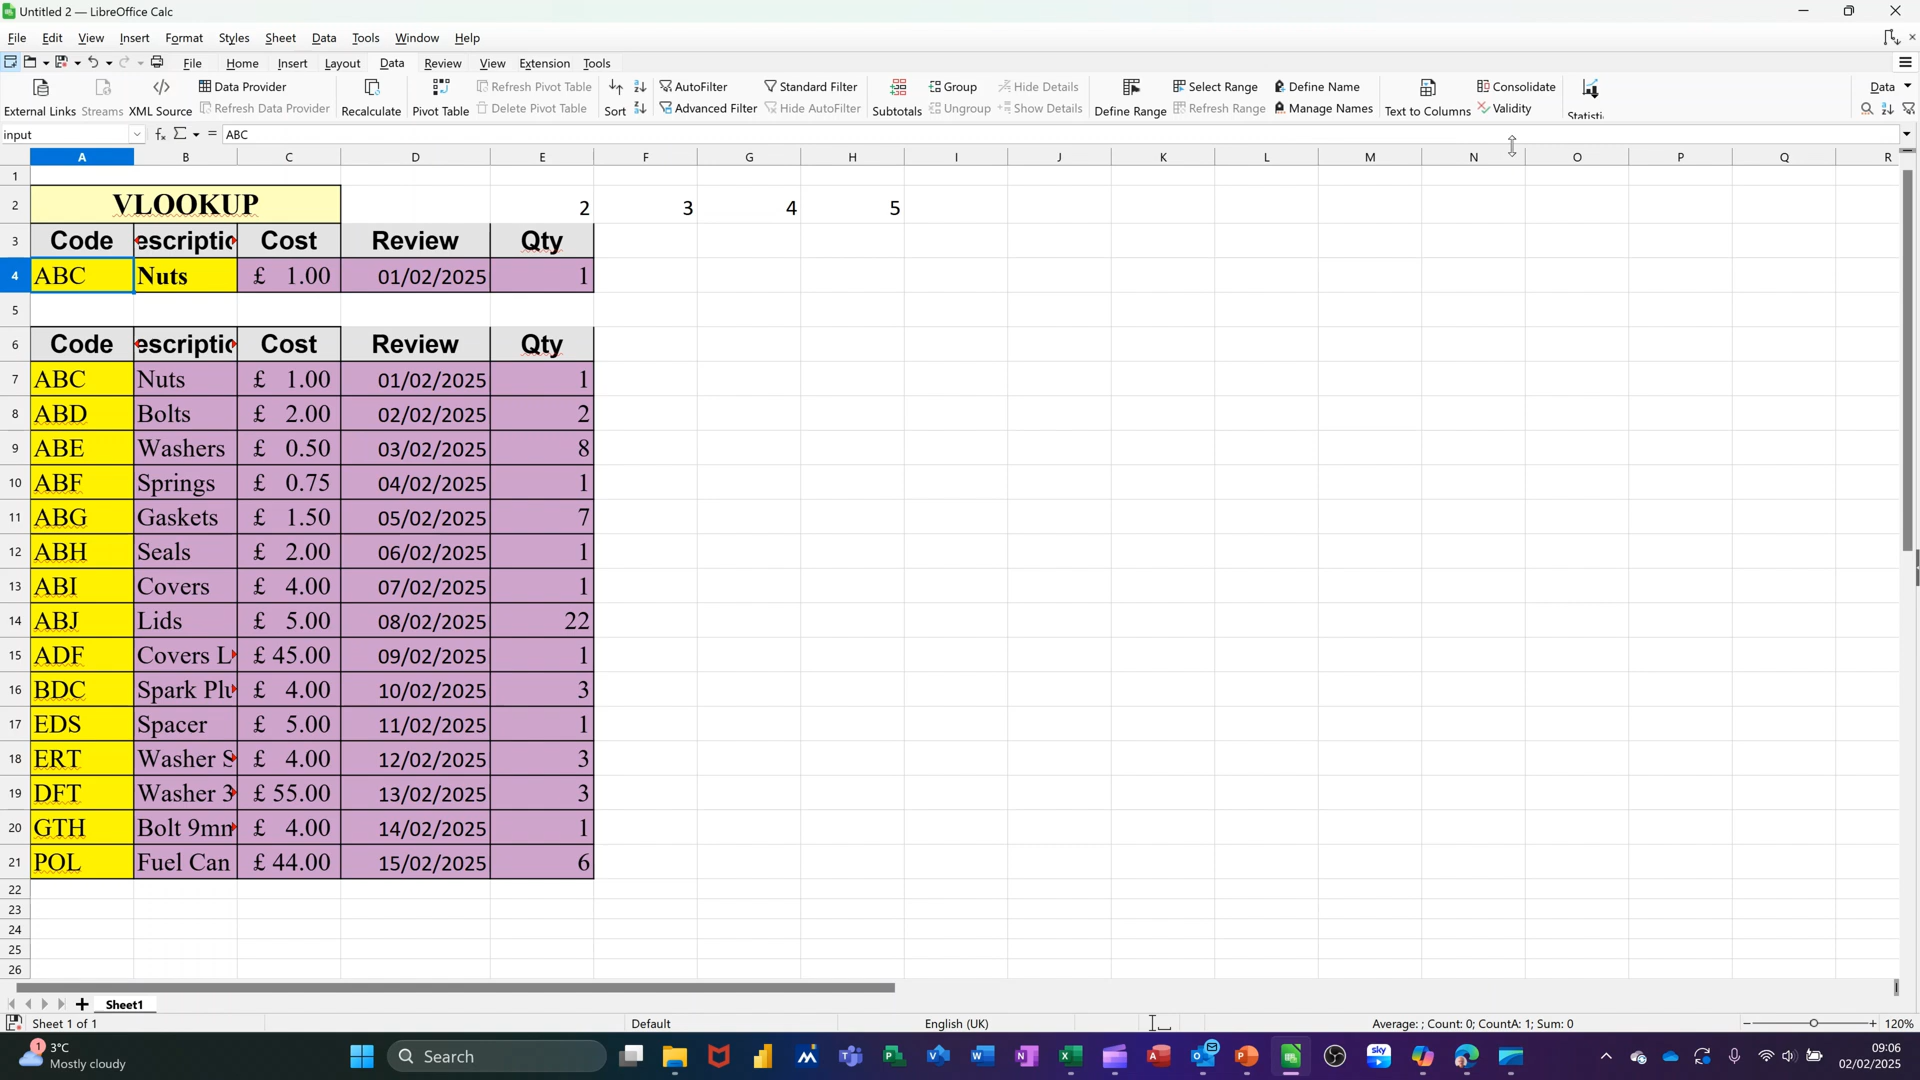 Untitled 2 — LibreOffice Calc
File Edit View Insert Format Styles Sheet Data Tools Window Help
File Home Insert Layout Data Review View Extension Tools
External Links Streams XML Source Data Provider Refresh Data Provider Recalculate Pivot Table Refresh Pivot Table Delete Pivot Table Sort AutoFilter Advanced Filter Standard Filter Hide AutoFilter Subtotals Group Ungroup Hide Details Show Details Define Range Select Range Refresh Range Define Name Manage Names Text to Columns Consolidate Validity Statisti Data
input fx Σ = ABC
A B C D E F G H I J K L M N O P Q R
1
2 VLOOKUP 2 3 4 5
3 Code escriptio Cost Review Qty
4 ABC Nuts £ 1.00 01/02/2025 1
5
6 Code escriptio Cost Review Qty
7 ABC Nuts £ 1.00 01/02/2025 1
8 ABD Bolts £ 2.00 02/02/2025 2
9 ABE Washers £ 0.50 03/02/2025 8
10 ABF Springs £ 0.75 04/02/2025 1
11 ABG Gaskets £ 1.50 05/02/2025 7
12 ABH Seals £ 2.00 06/02/2025 1
13 ABI Covers £ 4.00 07/02/2025 1
14 ABJ Lids £ 5.00 08/02/2025 22
15 ADF Covers L £ 45.00 09/02/2025 1
16 BDC Spark Plu £ 4.00 10/02/2025 3
17 EDS Spacer £ 5.00 11/02/2025 1
18 ERT Washer S £ 4.00 12/02/2025 3
19 DFT Washer 3 £ 55.00 13/02/2025 3
20 GTH Bolt 9mm £ 4.00 14/02/2025 1
21 POL Fuel Can £ 44.00 15/02/2025 6
22
23
24
25
26
Sheet1
Sheet 1 of 1 Default English (UK) Average: ; Count: 0; CountA: 1; Sum: 0 120%
1 3°C Search sky 09:06
Mostly cloudy 02/02/2025